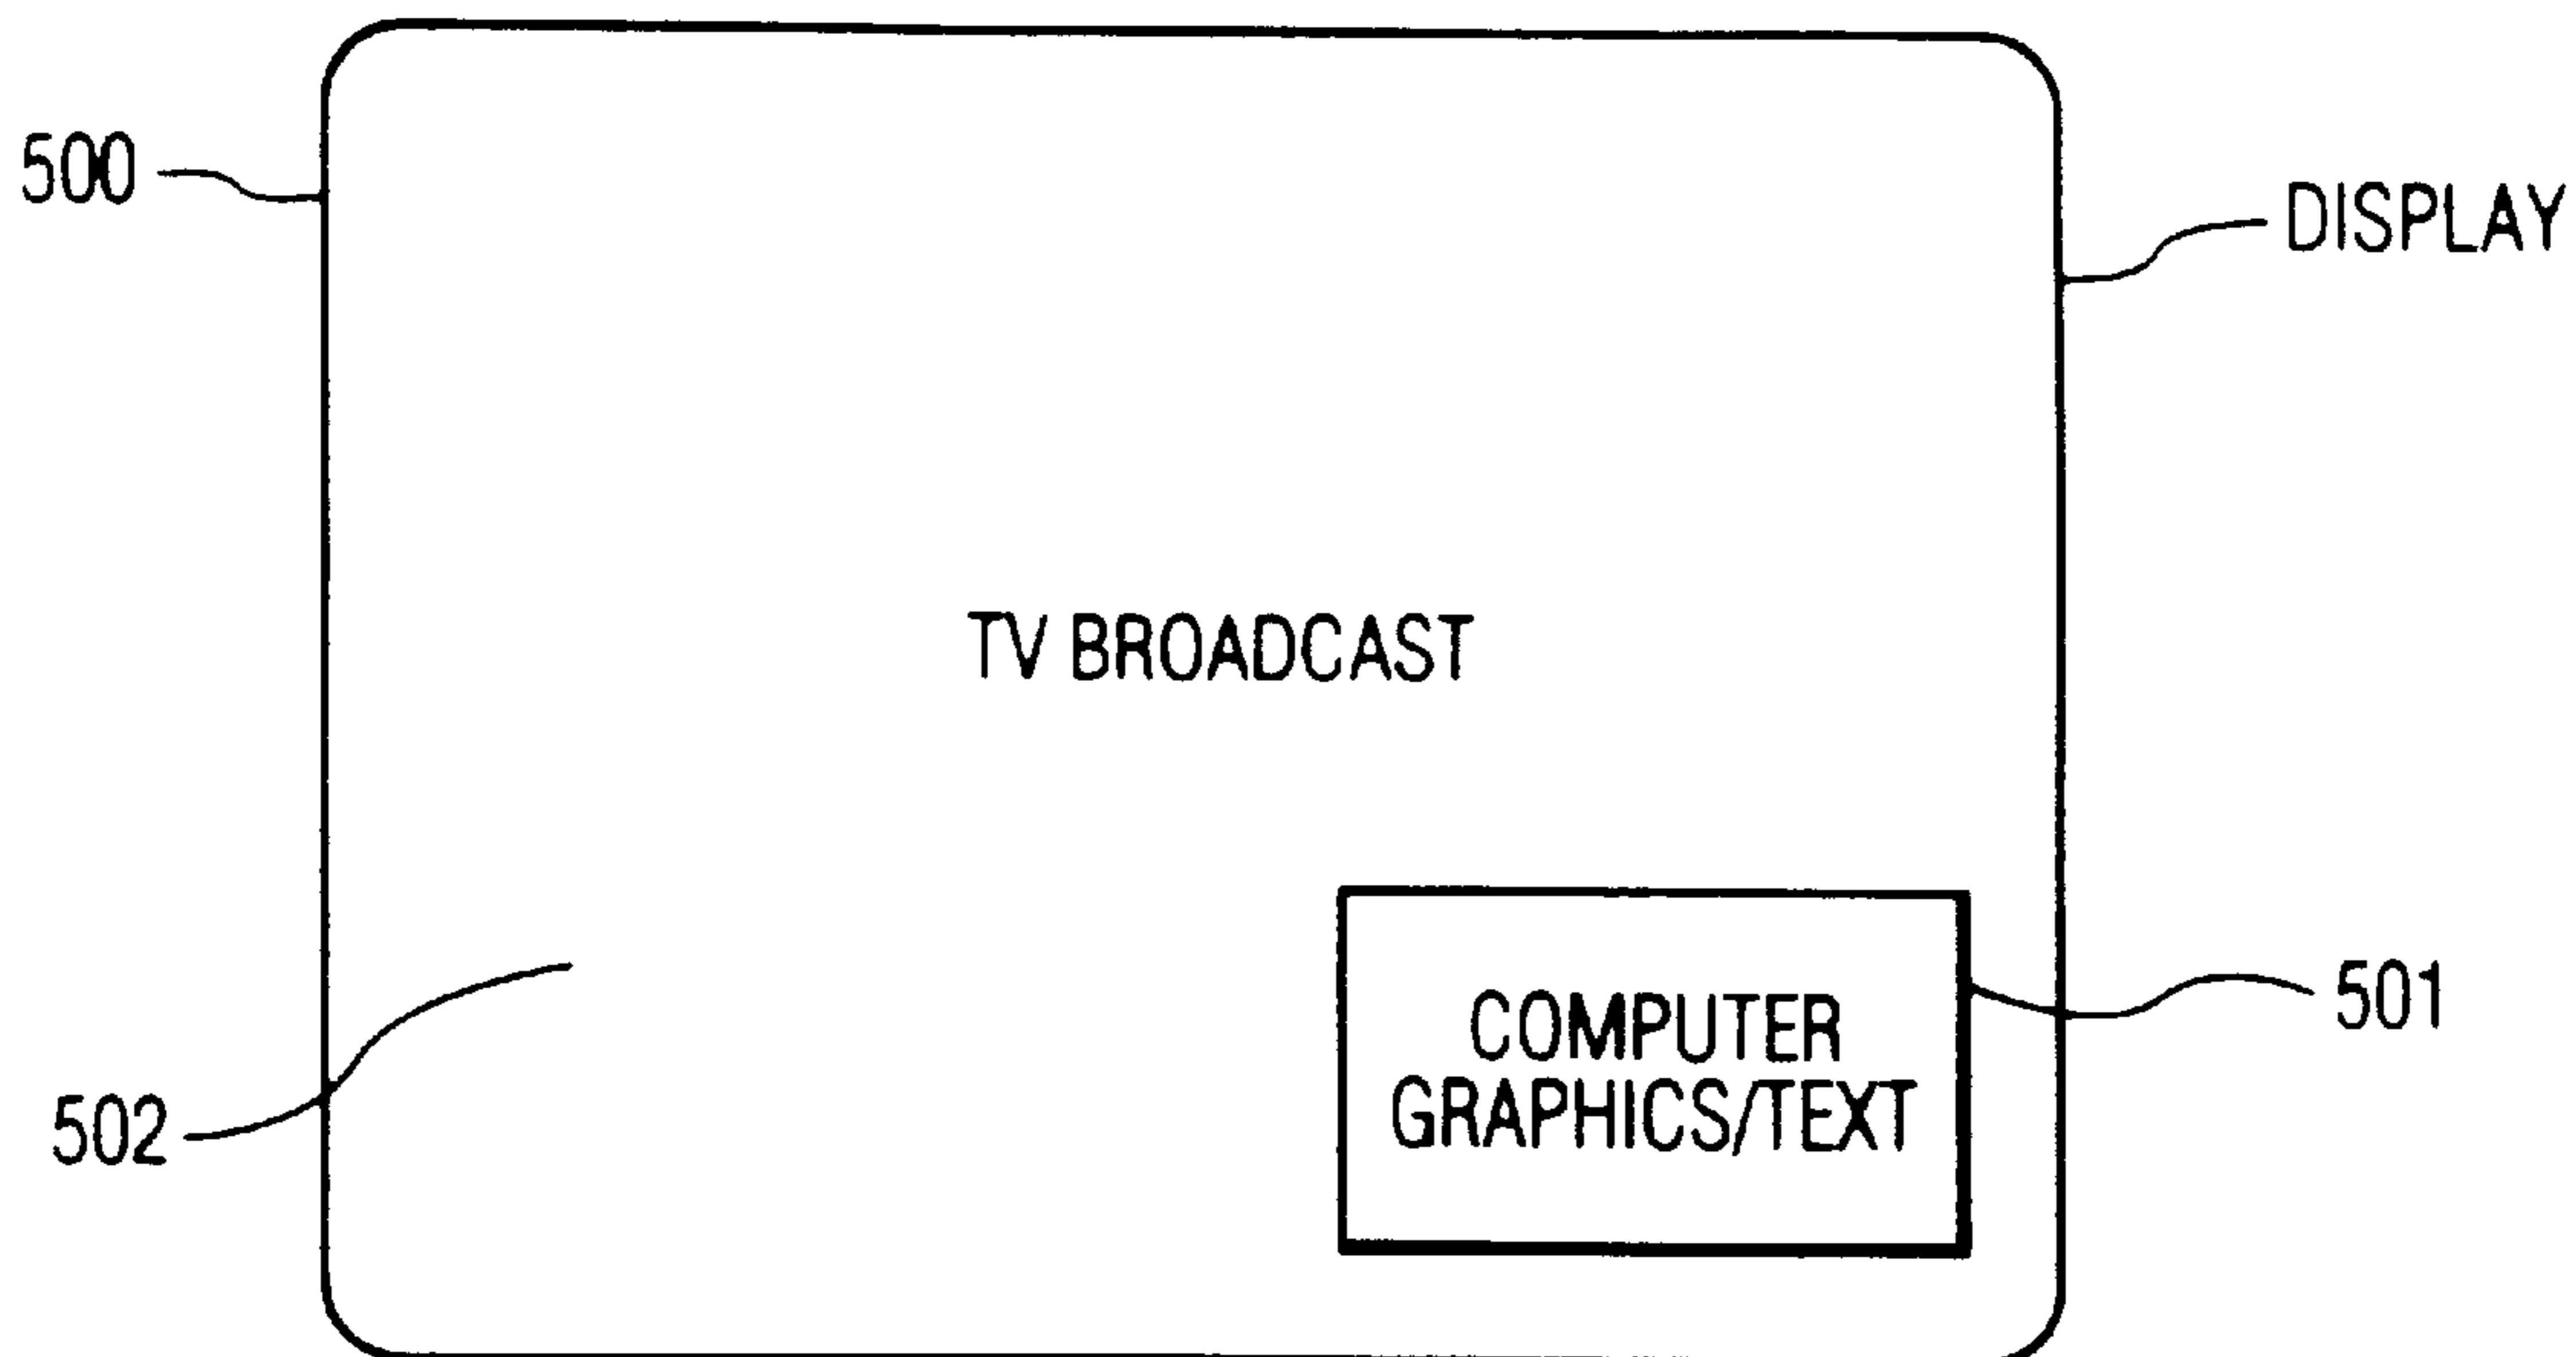 500
DISPLAY
TV BROADCAST
COMPUTER
GRAPHICS/TEXT
501
502